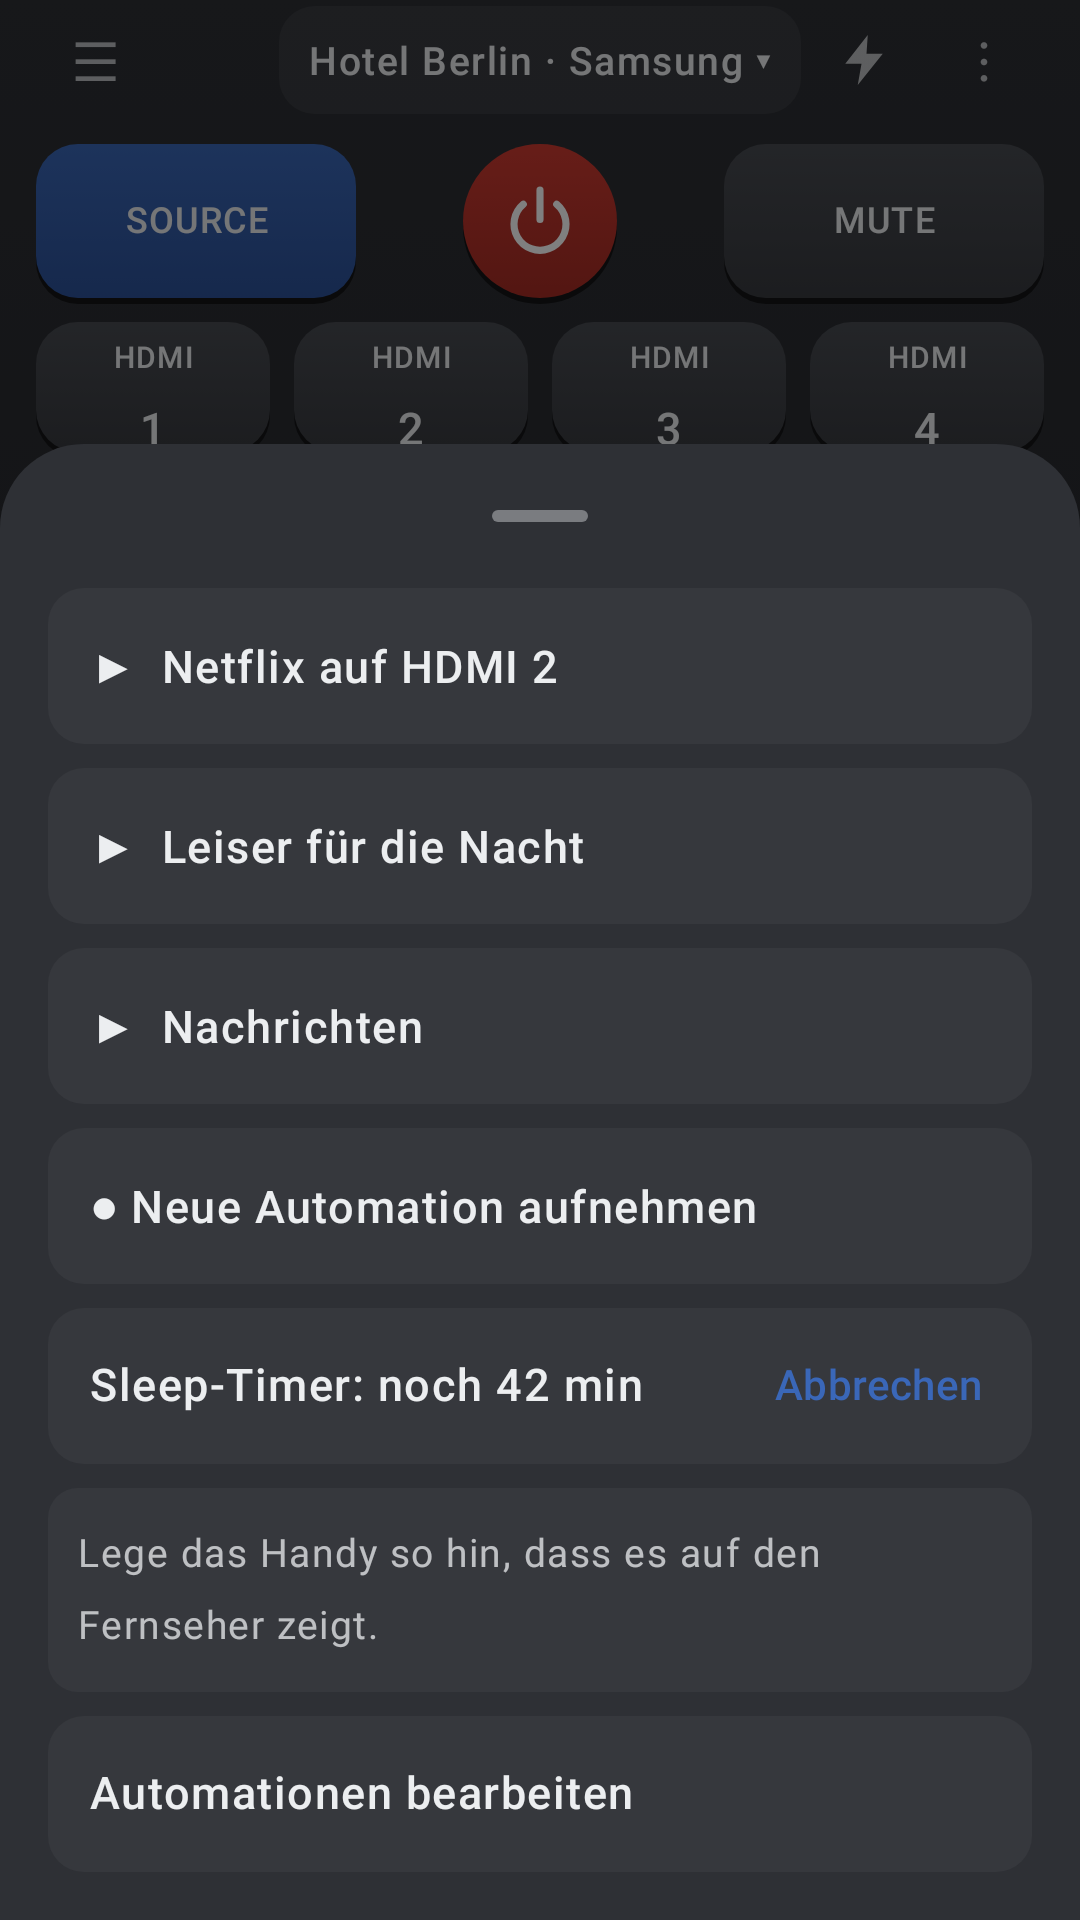 Hotel Berlin · Samsung ▾
SOURCE
MUTE
HDMI 1
HDMI 2
HDMI 3
HDMI 4
▶ Netflix auf HDMI 2
▶ Leiser für die Nacht
▶ Nachrichten
● Neue Automation aufnehmen
Sleep-Timer: noch 42 min
Abbrechen
Lege das Handy so hin, dass es auf den
Fernseher zeigt.
Automationen bearbeiten